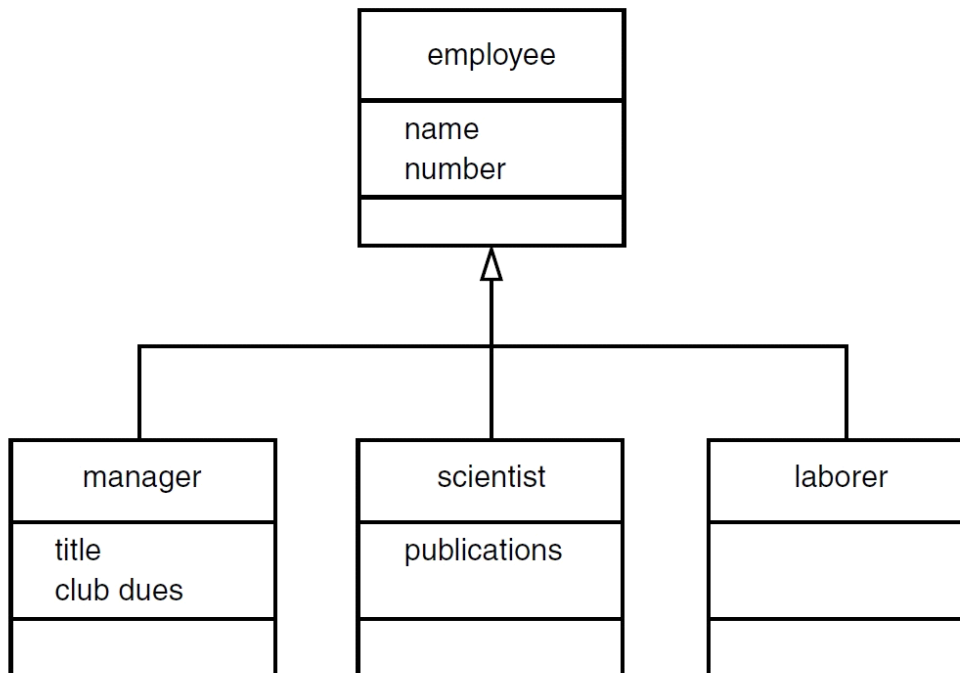 employee
name
number
manager
title
club dues
scientist
publications
laborer